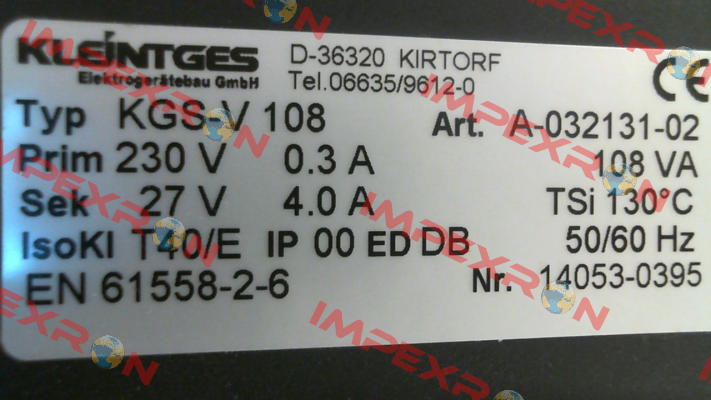 KLEINTGES D-36320 KIRTORF
Elektrogerätebau GmbH Tel.06635/9612-0 CE
Typ KGS-V 108 Art. A-032131-02
Prim 230 V 0.3 A 108 VA
Sek 27 V 4.0 A TSi 130°C
IsoKl T40/E IP 00 ED DB 50/60 Hz
EN 61558-2-6 Nr. 14053-0395
IMPEXRON
IMPEXRON
IMPEXRON
IMPEXRON
IMPEXRON